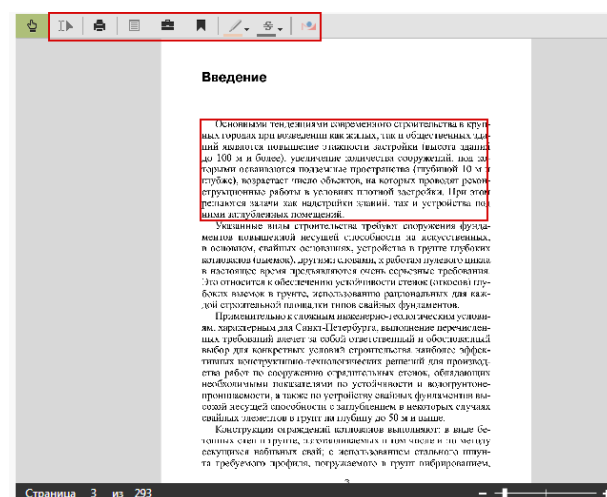 Введение
Основными тенденциями современного строительства в круп-
ных городах при возведении как жилых, так и общественных зда-
ний являются повышение этажности застройки (высота зданий
до 100 м и более), увеличение количества сооружений, под ко-
торыми осваиваются подземные пространства (глубиной 10 м и
глубже), возрастает число объектов, на которых проводят рекон-
струкционные работы в условиях плотной застройки. При этом
решаются задачи как надстройки зданий, так и устройства под
ними заглубленных помещений.
Указанные виды строительства требуют сооружения фунда-
ментов повышенной несущей способности на искусственных,
в основном, свайных основаниях, устройства в грунте глубоких
котлованов (выемок), другими словами, к работам нулевого цикла
в настоящее время предъявляются очень серьезные требования.
Это относится к обеспечению устойчивости стенок (откосов) глу-
боких выемок в грунте, использованию рациональных для каж-
дой строительной площадки типов свайных фундаментов.
Применительно к сложным инженерно-геологическим услови-
ям, характерным для Санкт-Петербурга, выполнение перечислен-
ных требований влечет за собой ответственный и обоснованный
выбор для конкретных условий строительства наиболее эффек-
тивных конструктивно-технологических решений для производ-
ства работ по сооружению оградительных стенок, обладающих
необходимыми показателями по устойчивости и водогрунтоне-
проницаемости, а также по устройству свайных фундаментов вы-
сокой несущей способности с заглублением в некоторых случаях
свайных элементов в грунт на глубину до 50 м и выше.
Конструкции ограждений котлованов выполняют: в виде бе-
тонных стен в грунте, изготавливаемых в том числе и по методу
секущихся набивных свай; с использованием стального шпун-
та требуемого профиля, погружаемого в грунт вибрированием,
3
Страница 3 из 293